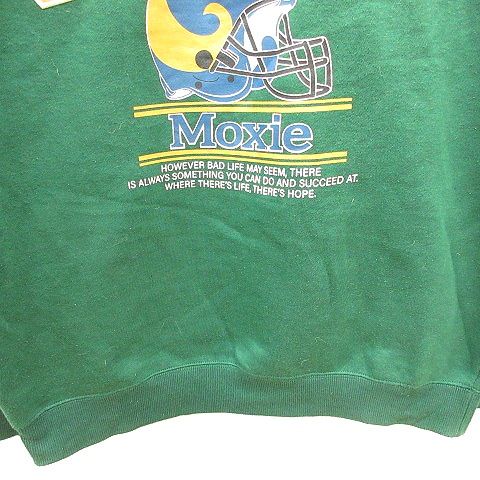 Moxie
HOWEVER BAD LIFE MAY SEEM, THERE
IS ALWAYS SOMETHING YOU CAN DO AND SUCCEED AT.
WHERE THERE'S LIFE, THERE'S HOPE.